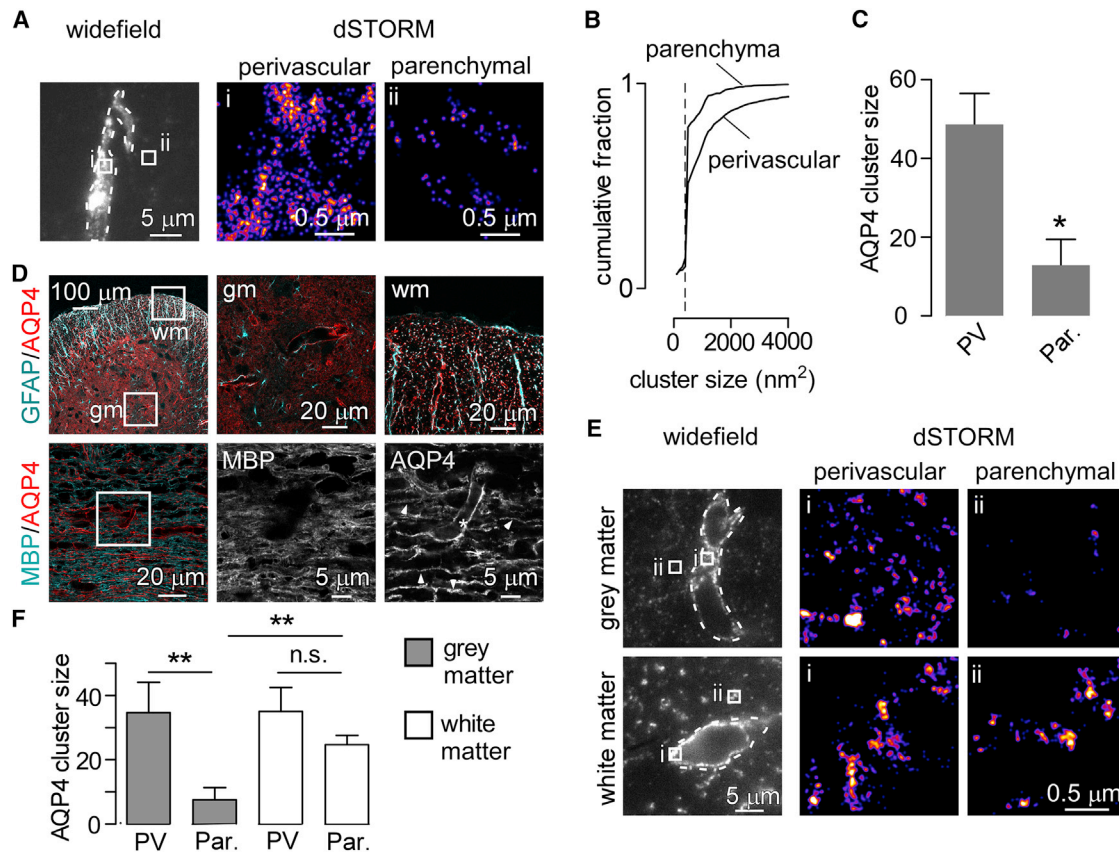 A
widefield
dSTORM
perivascular
parenchymal
i
ii
5 μm
i
0.5 μm
ii
0.5 μm
B
parenchyma
perivascular
cumulative fraction
1
0
0
2000
4000
cluster size (nm²)
C
AQP4 cluster size
60
40
20
0
*
PV
Par.
D
GFAP/AQP4
100 μm
wm
gm
gm
20 μm
wm
20 μm
MBP/AQP4
20 μm
MBP
5 μm
AQP4
*
5 μm
E
widefield
dSTORM
perivascular
parenchymal
grey matter
ii
i
i
ii
white matter
ii
i
5 μm
i
ii
0.5 μm
F
AQP4 cluster size
40
20
0
**
**
n.s.
PV
Par.
PV
Par.
grey
matter
white
matter